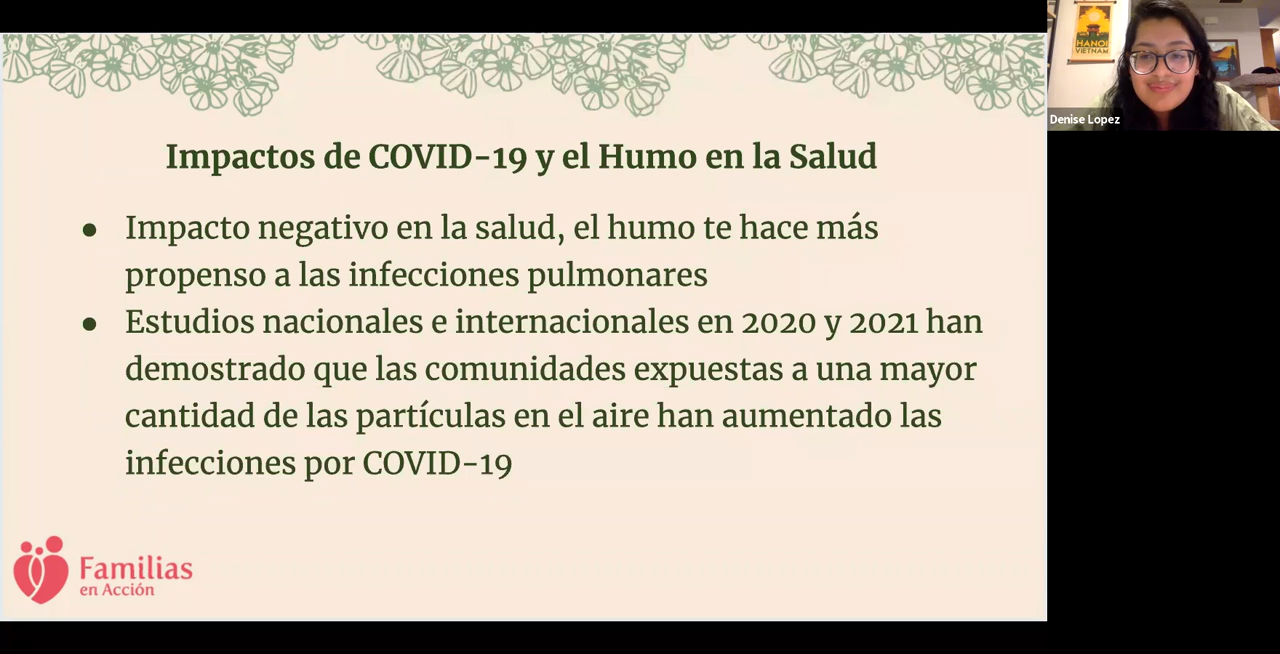 Impactos de COVID-19 y el Humo en la Salud
● Impacto negativo en la salud, el humo te hace más
propenso a las infecciones pulmonares
● Estudios nacionales e internacionales en 2020 y 2021 han
demostrado que las comunidades expuestas a una mayor
cantidad de las partículas en el aire han aumentado las
infecciones por COVID-19
Familias
en Acción
HANOI
VIETNAM
Denise Lopez